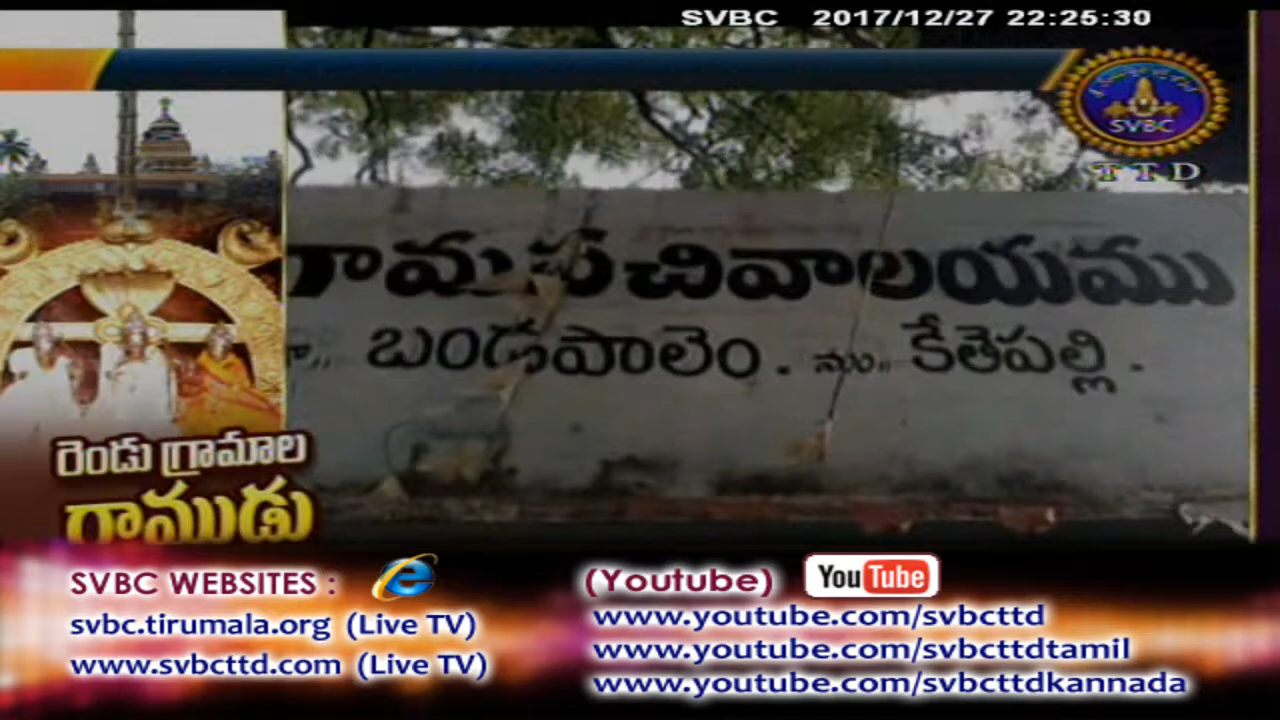 SVBC 2017/12/27 22:25:30
SVBC
TTD
గ్రామ సచివాలయము
బండపాలెం . మం,, కేతెపల్లి .
రెండు గ్రామాల
రాముడు
SVBC WEBSITES :
svbc.tirumala.org (Live TV)
www.svbcttd.com (Live TV)
(Youtube) YouTube
www.youtube.com/svbcttd
www.youtube.com/svbcttdtamil
www.youtube.com/svbcttdkannada